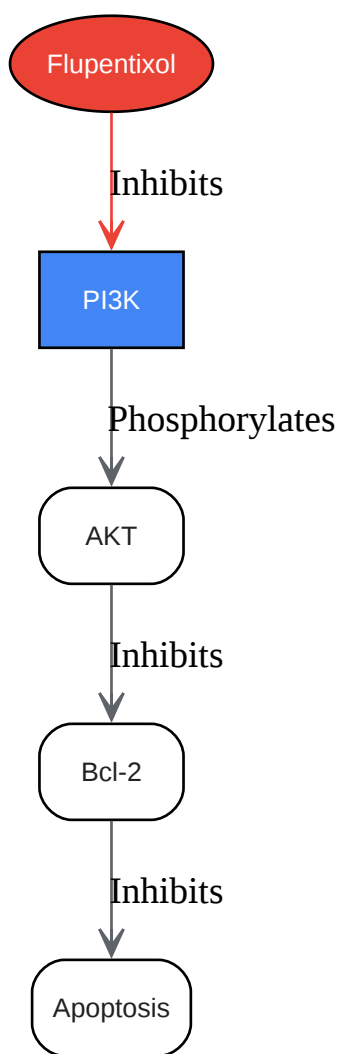 Flupentixol
Inhibits
PI3K
Phosphorylates
AKT
Inhibits
Bcl-2
Inhibits
Apoptosis